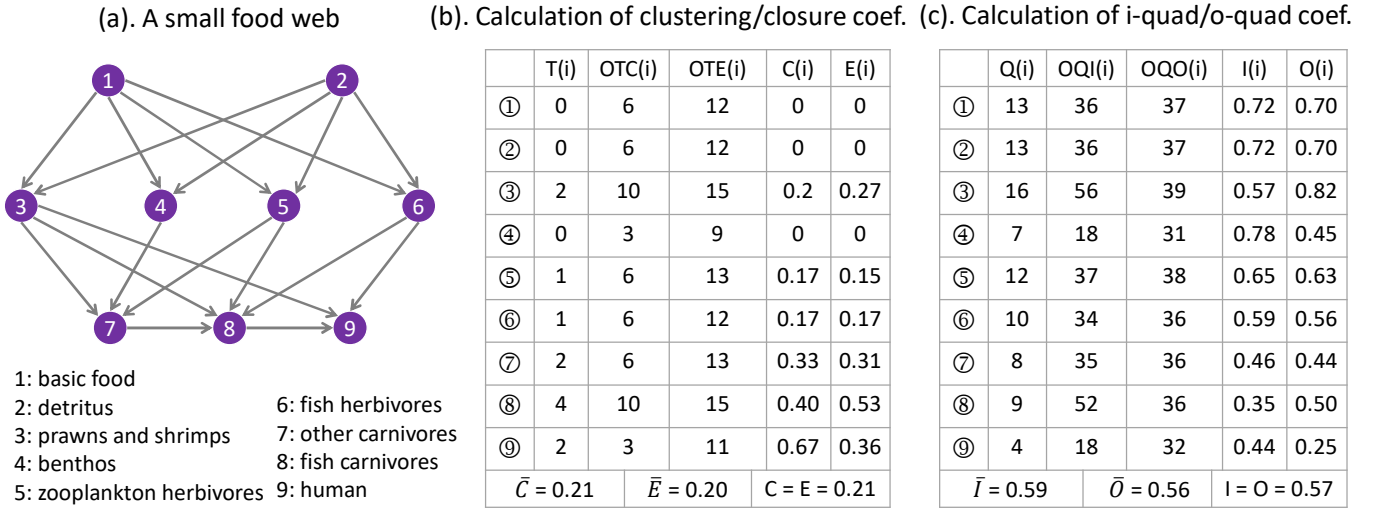 (a). A small food web
1 2
3 4 5 6
7 8 9
1: basic food
2: detritus
3: prawns and shrimps
4: benthos
5: zooplankton herbivores
6: fish herbivores
7: other carnivores
8: fish carnivores
9: human
(b). Calculation of clustering/closure coef.
T(i) OTC(i) OTE(i) C(i) E(i)
① 0 6 12 0 0
② 0 6 12 0 0
③ 2 10 15 0.2 0.27
④ 0 3 9 0 0
⑤ 1 6 13 0.17 0.15
⑥ 1 6 12 0.17 0.17
⑦ 2 6 13 0.33 0.31
⑧ 4 10 15 0.40 0.53
⑨ 2 3 11 0.67 0.36
C̄ = 0.21 Ē = 0.20 C = E = 0.21
(c). Calculation of i-quad/o-quad coef.
Q(i) OQI(i) OQO(i) I(i) O(i)
① 13 36 37 0.72 0.70
② 13 36 37 0.72 0.70
③ 16 56 39 0.57 0.82
④ 7 18 31 0.78 0.45
⑤ 12 37 38 0.65 0.63
⑥ 10 34 36 0.59 0.56
⑦ 8 35 36 0.46 0.44
⑧ 9 52 36 0.35 0.50
⑨ 4 18 32 0.44 0.25
Ī = 0.59 Ō = 0.56 I = O = 0.57